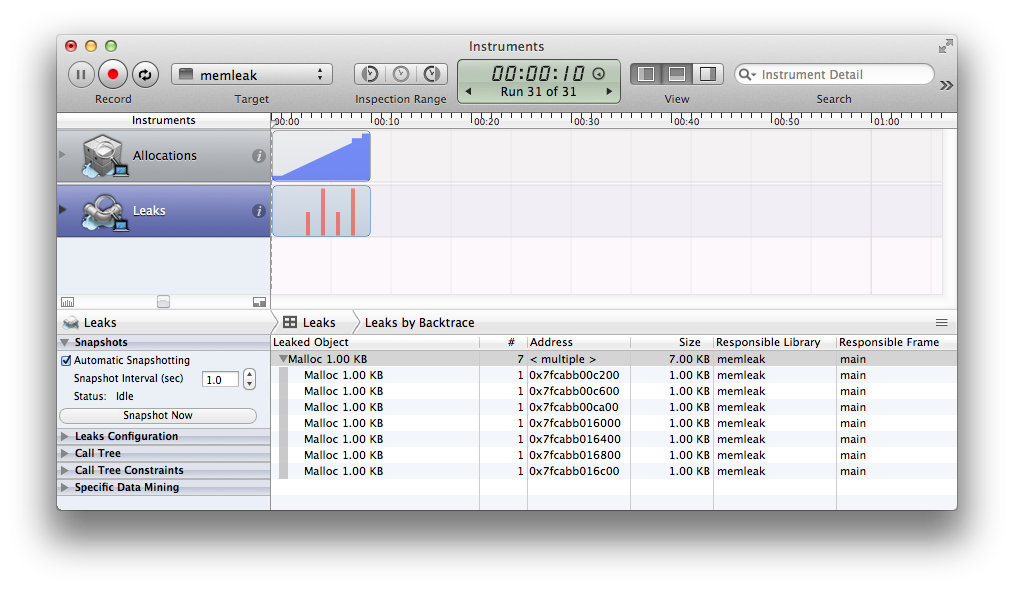 Instruments
memleak
00:00:10
Run 31 of 31
Instrument Detail
Record
Target
Inspection Range
View
Search
Instruments
00:00 00:10 00:20 00:30 00:40 00:50 01:00
Allocations
Leaks
Leaks
Leaks
Leaks by Backtrace
Snapshots
Automatic Snapshotting
Snapshot Interval (sec) 1.0
Status: Idle
Snapshot Now
Leaks Configuration
Call Tree
Call Tree Constraints
Specific Data Mining
Leaked Object # Address Size Responsible Library Responsible Frame
Malloc 1.00 KB 7 < multiple > 7.00 KB memleak main
Malloc 1.00 KB 1 0x7fcabb00c200 1.00 KB memleak main
Malloc 1.00 KB 1 0x7fcabb00c600 1.00 KB memleak main
Malloc 1.00 KB 1 0x7fcabb00ca00 1.00 KB memleak main
Malloc 1.00 KB 1 0x7fcabb016000 1.00 KB memleak main
Malloc 1.00 KB 1 0x7fcabb016400 1.00 KB memleak main
Malloc 1.00 KB 1 0x7fcabb016800 1.00 KB memleak main
Malloc 1.00 KB 1 0x7fcabb016c00 1.00 KB memleak main